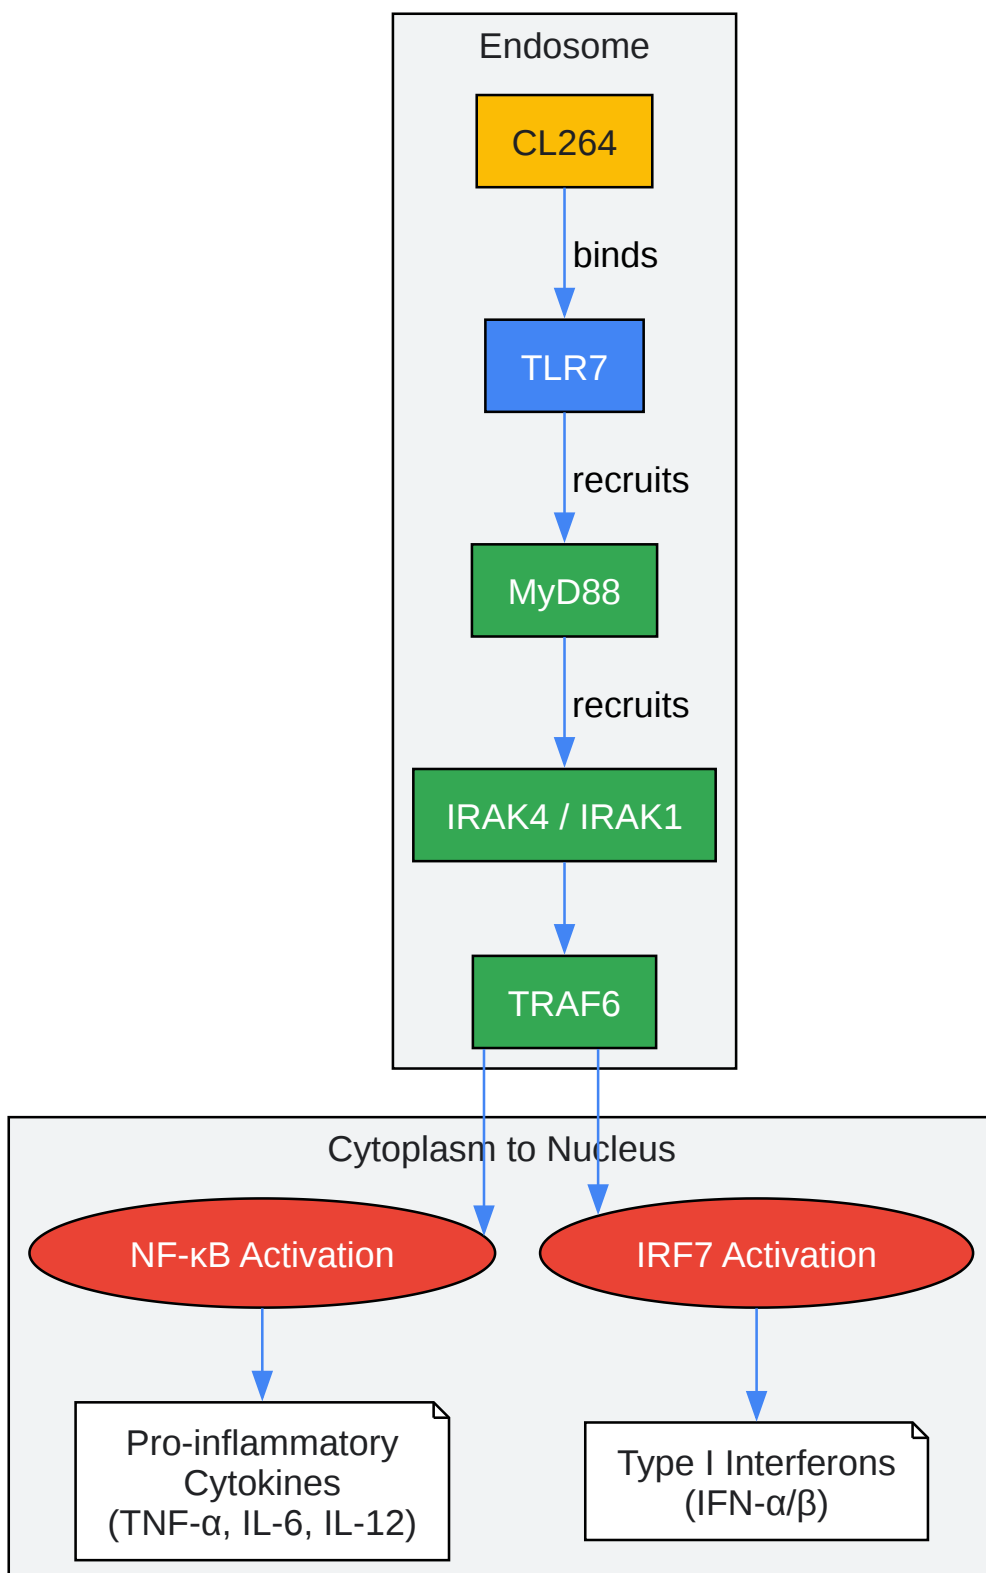 Endosome
CL264
binds
TLR7
recruits
MyD88
recruits
IRAK4 / IRAK1
TRAF6
Cytoplasm to Nucleus
NF-κB Activation
IRF7 Activation
Pro-inflammatory
Cytokines
(TNF-α, IL-6, IL-12)
Type I Interferons
(IFN-α/β)